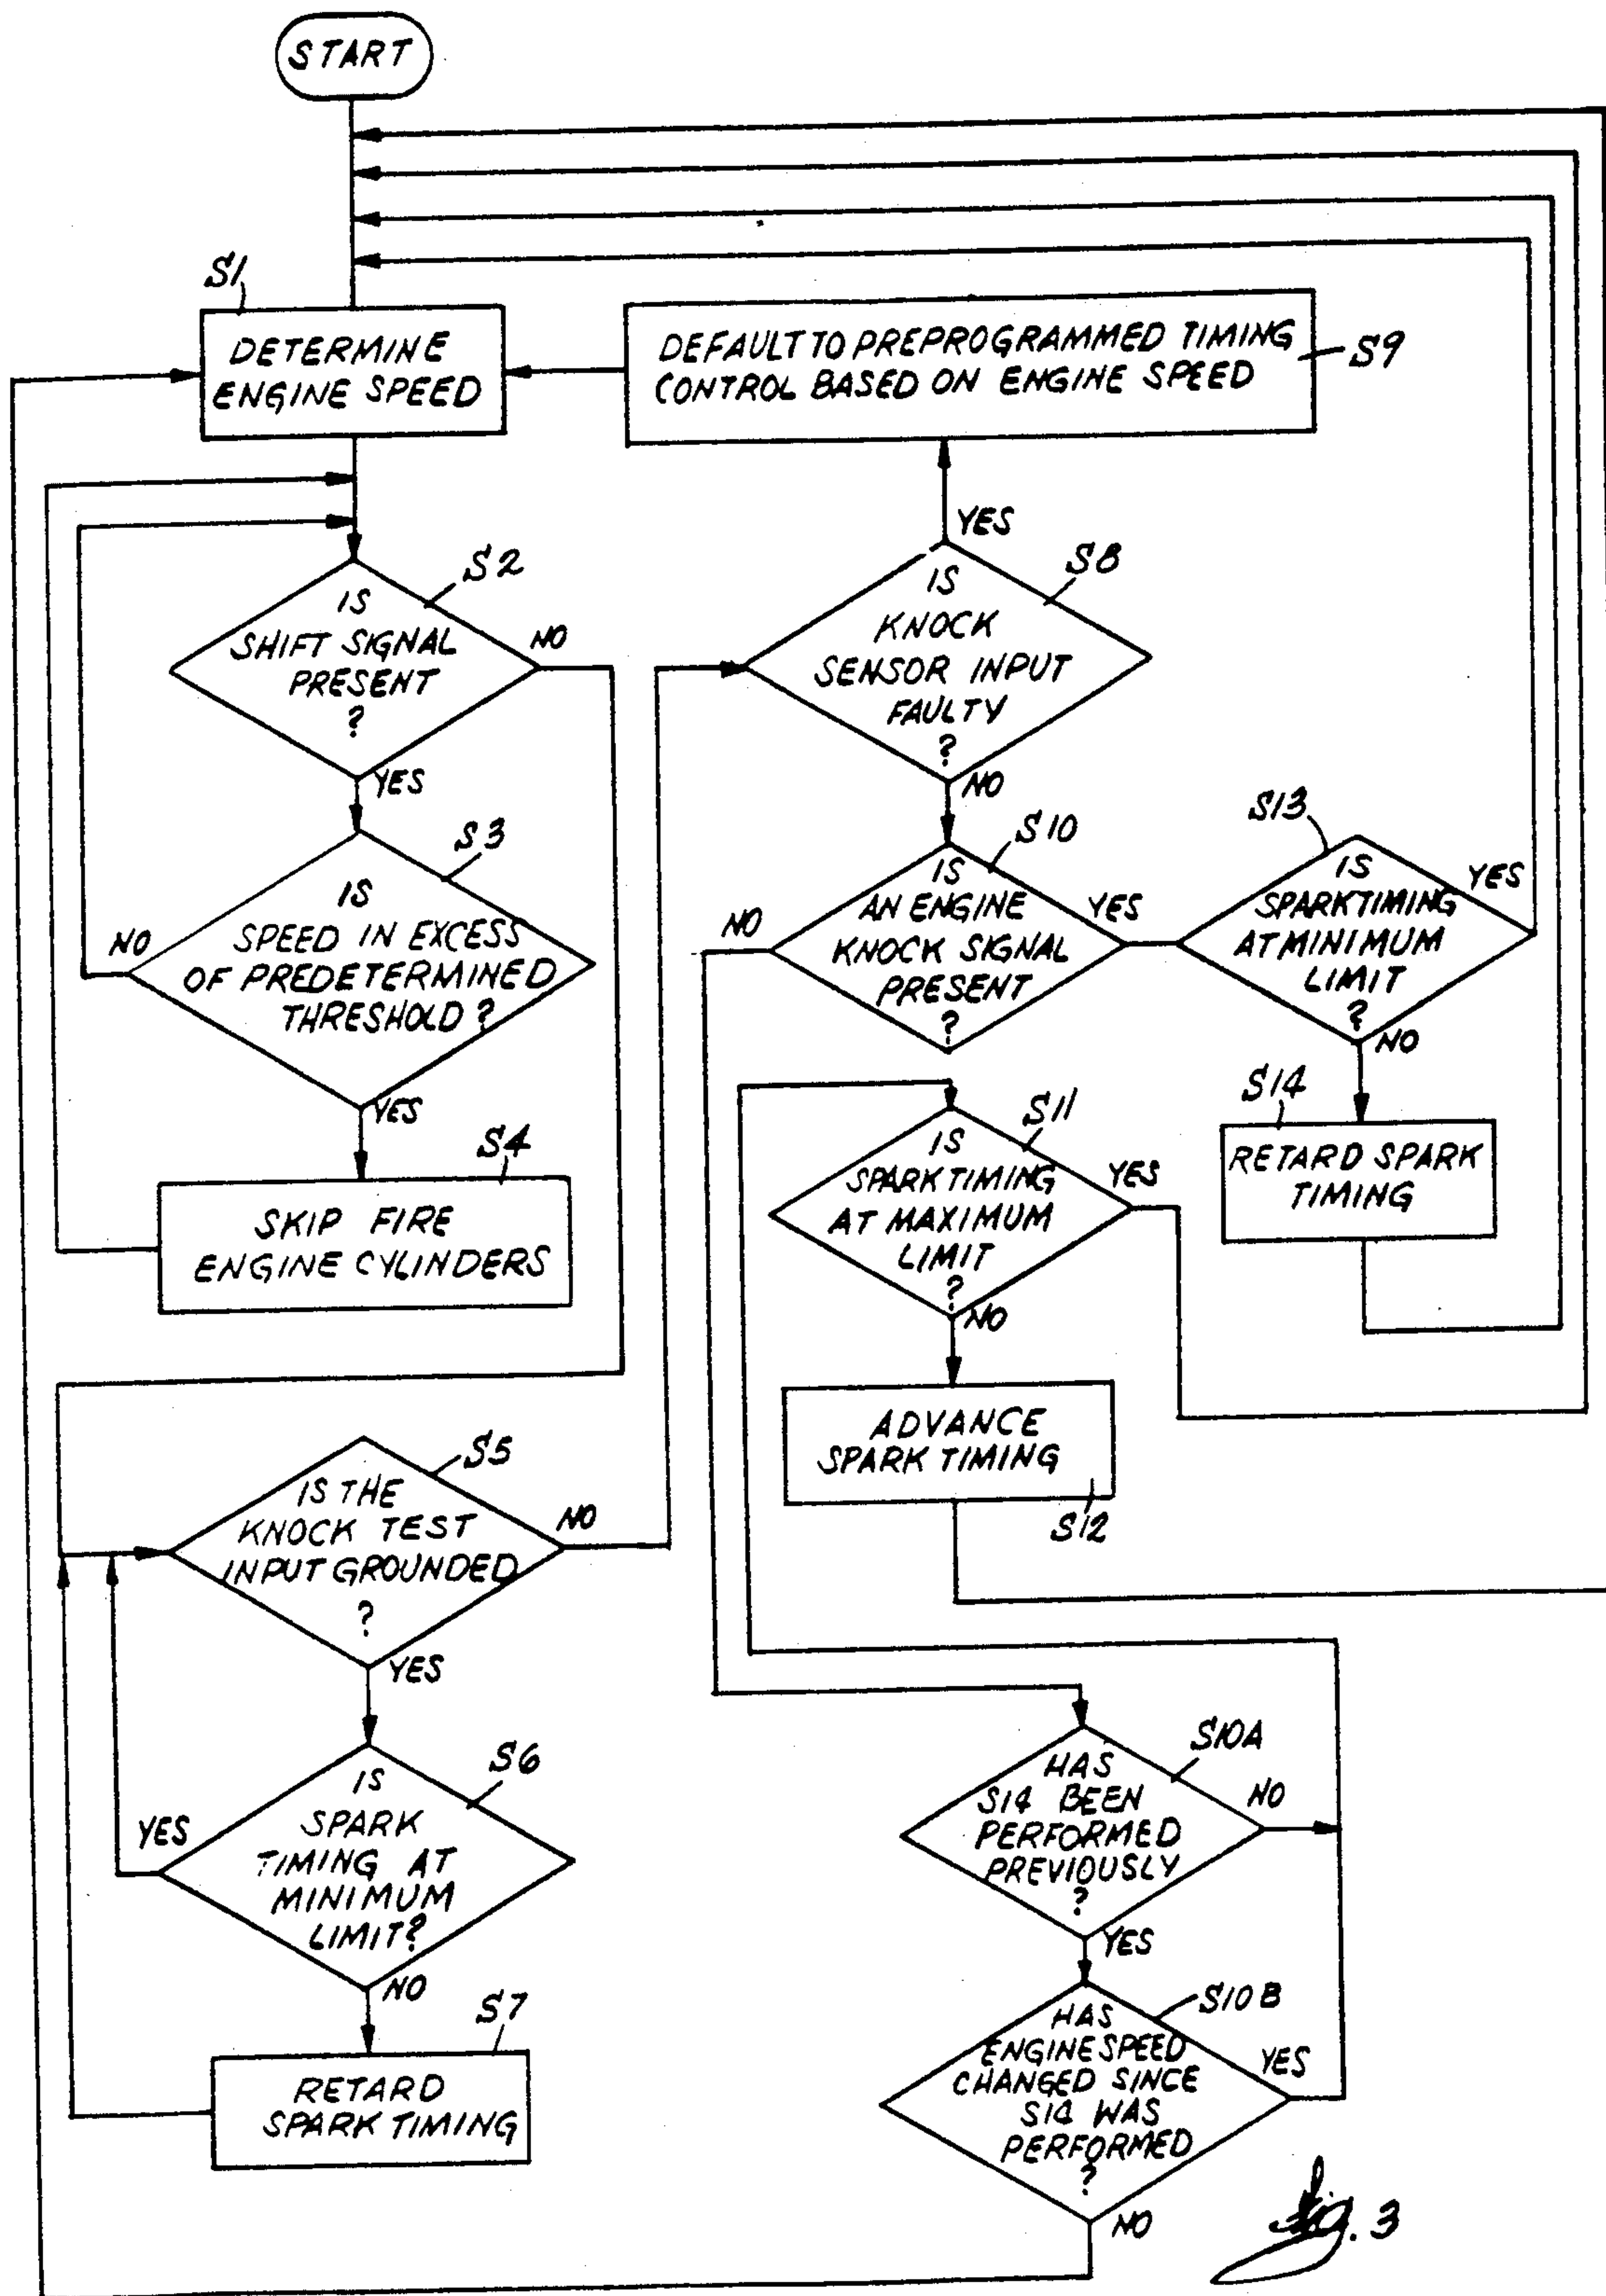 START
S1
DETERMINE
ENGINE SPEED
DEFAULT TO PREPROGRAMMED TIMING
CONTROL BASED ON ENGINE SPEED
S9
S2
IS
SHIFT SIGNAL
PRESENT
?
NO
YES
S3
IS
SPEED IN EXCESS
OF PREDETERMINED
THRESHOLD?
NO
YES
S4
SKIP FIRE
ENGINE CYLINDERS
S5
IS THE
KNOCK TEST
INPUT GROUNDED
?
NO
YES
S6
IS
SPARK
TIMING AT
MINIMUM
LIMIT?
YES
NO
S7
RETARD
SPARK TIMING
YES
S8
IS
KNOCK
SENSOR INPUT
FAULTY
?
NO
S10
IS
AN ENGINE
KNOCK SIGNAL
PRESENT
?
NO
YES
S13
IS
SPARK TIMING
AT MINIMUM
LIMIT
?
YES
NO
S14
RETARD SPARK
TIMING
S11
IS
SPARK TIMING
AT MAXIMUM
LIMIT
?
YES
NO
ADVANCE
SPARK TIMING
S12
S10A
HAS
S14 BEEN
PERFORMED
PREVIOUSLY
?
NO
YES
S10B
HAS
ENGINE SPEED
CHANGED SINCE
S14 WAS
PERFORMED
?
YES
NO
Fig. 3